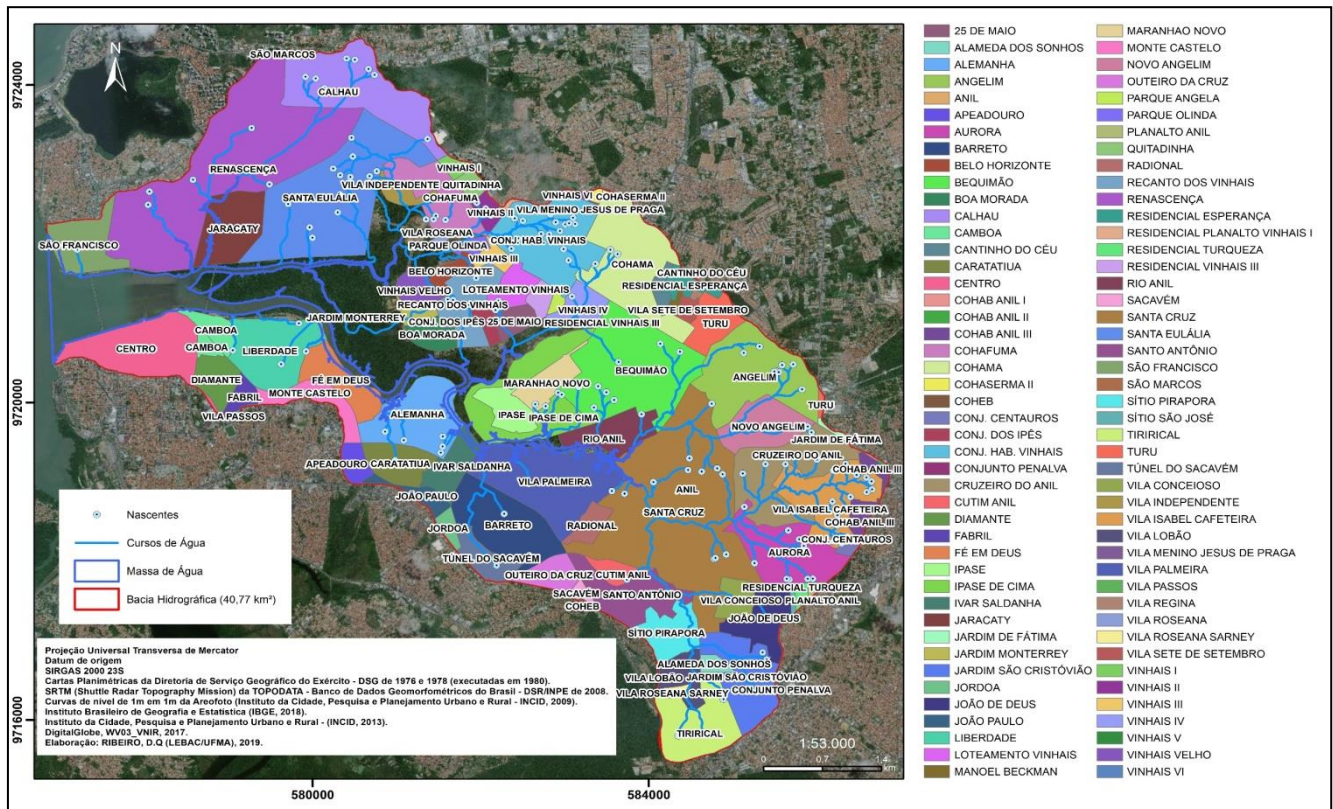 N
9724000
9720000
9716000
580000
584000
SÃO MARCOS
CALHAU
RENASCENÇA
VINHAIS I
VILA INDEPENDENTE QUITADINHA
COHAFUMA
SANTA EULÁLIA
VINHAIS VI
COHASERMA II
VINHAIS II
VILA MENINO JESUS DE PRAGA
JARACATY
VILA ROSEANA
SÃO FRANCISCO
PARQUE OLINDA
CONJ. HAB. VINHAIS
VINHAIS III
COHAMA
BELO HORIZONTE
CANTINHO DO CÉU
VINHAIS VELHO
LOTEAMENTO VINHAIS
RESIDENCIAL ESPERANÇA
RECANTO DOS VINHAIS
VINHAIS IV
VILA SETE DE SETEMBRO
JARDIM MONTERREY
CONJ. DOS IPÊS
25 DE MAIO
RESIDENCIAL VINHAIS III
TURU
CAMBOA
BOA MORADA
CENTRO
CAMBOA
LIBERDADE
BEQUIMÃO
ANGELIM
DIAMANTE
FÉ EM DEUS
MARANHAO NOVO
FABRIL
MONTE CASTELO
VILA PASSOS
ALEMANHA
IPASE
IPASE DE CIMA
TURU
RIO ANIL
NOVO ANGELIM
JARDIM DE FÁTIMA
APEADOURO
CARATATIUA
IVAR SALDANHA
CRUZEIRO DO ANIL
COHAB ANIL III
VILA PALMEIRA
ANIL
JOÃO PAULO
SANTA CRUZ
VILA ISABEL CAFETEIRA
BARRETO
RADIONAL
COHAB ANIL III
JORDOA
CONJ. CENTAUROS
AURORA
TÚNEL DO SACAVÉM
OUTEIRO DA CRUZ
CUTIM ANIL
RESIDENCIAL TURQUEZA
SACAVÉM
SANTO ANTÔNIO
VILA CONCEIOSO
PLANALTO ANIL
COHEB
JOÃO DE DEUS
SÍTIO PIRAPORA
ALAMEDA DOS SONHOS
VILA LOBÃO
JARDIM SÃO CRISTÓVIÃO
VILA ROSEANA SARNEY
CONJUNTO PENALVA
TIRIRICAL
Nascentes
Cursos de Água
Massa de Água
Bacia Hidrográfica (40,77 km²)
Projeção Universal Transversa de Mercator
Datum de origem
SIRGAS 2000 23S
Cartas Planimétricas da Diretoria de Serviço Geográfico do Exército - DSG de 1976 e 1978 (executadas em 1980).
SRTM (Shuttle Radar Topography Mission) da TOPODATA - Banco de Dados Geomorfométricos do Brasil - DSR/INPE de 2008.
Curvas de nivel de 1m em 1m da Areofoto (Instituto da Cidade, Pesquisa e Planejamento Urbano e Rural - INCID, 2009).
Instituto Brasileiro de Geografia e Estatística (IBGE, 2018).
Instituto da Cidade, Pesquisa e Planejamento Urbano e Rural - (INCID, 2013).
DigitalGlobe, WV03_VNIR, 2017.
Elaboração: RIBEIRO, D.Q (LEBAC/UFMA), 2019.
1:53.000
0 0.7 1.4
km
25 DE MAIO
ALAMEDA DOS SONHOS
ALEMANHA
ANGELIM
ANIL
APEADOURO
AURORA
BARRETO
BELO HORIZONTE
BEQUIMÃO
BOA MORADA
CALHAU
CAMBOA
CANTINHO DO CÉU
CARATATIUA
CENTRO
COHAB ANIL I
COHAB ANIL II
COHAB ANIL III
COHAFUMA
COHAMA
COHASERMA II
COHEB
CONJ. CENTAUROS
CONJ. DOS IPÊS
CONJ. HAB. VINHAIS
CONJUNTO PENALVA
CRUZEIRO DO ANIL
CUTIM ANIL
DIAMANTE
FABRIL
FÉ EM DEUS
IPASE
IPASE DE CIMA
IVAR SALDANHA
JARACATY
JARDIM DE FÁTIMA
JARDIM MONTERREY
JARDIM SÃO CRISTÓVIÃO
JORDOA
JOÃO DE DEUS
JOÃO PAULO
LIBERDADE
LOTEAMENTO VINHAIS
MANOEL BECKMAN
MARANHAO NOVO
MONTE CASTELO
NOVO ANGELIM
OUTEIRO DA CRUZ
PARQUE ANGELA
PARQUE OLINDA
PLANALTO ANIL
QUITADINHA
RADIONAL
RECANTO DOS VINHAIS
RENASCENÇA
RESIDENCIAL ESPERANÇA
RESIDENCIAL PLANALTO VINHAIS I
RESIDENCIAL TURQUEZA
RESIDENCIAL VINHAIS III
RIO ANIL
SACAVÉM
SANTA CRUZ
SANTA EULÁLIA
SANTO ANTÔNIO
SÃO FRANCISCO
SÃO MARCOS
SÍTIO PIRAPORA
SÍTIO SÃO JOSÉ
TIRIRICAL
TURU
TÚNEL DO SACAVÉM
VILA CONCEIOSO
VILA INDEPENDENTE
VILA ISABEL CAFETEIRA
VILA LOBÃO
VILA MENINO JESUS DE PRAGA
VILA PALMEIRA
VILA PASSOS
VILA REGINA
VILA ROSEANA
VILA ROSEANA SARNEY
VILA SETE DE SETEMBRO
VINHAIS I
VINHAIS II
VINHAIS III
VINHAIS IV
VINHAIS V
VINHAIS VELHO
VINHAIS VI